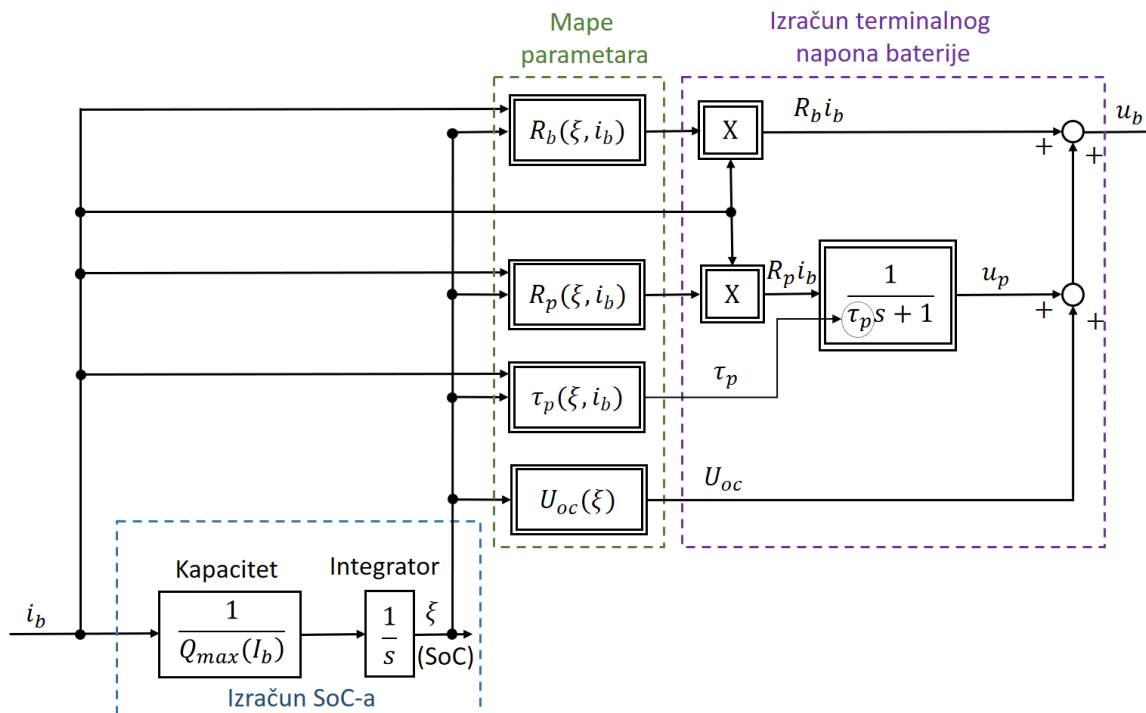 Mape
parametara
Izračun terminalnog
napona baterije
R_b(ξ, i_b)
X
R_b i_b
+
+
u_b
R_p(ξ, i_b)
X
R_p i_b
1
τ_p s + 1
u_p
+
+
τ_p(ξ, i_b)
τ_p
U_oc(ξ)
U_oc
Kapacitet
Integrator
i_b
1
Q_max(I_b)
1
s
ξ
(SoC)
Izračun SoC-a